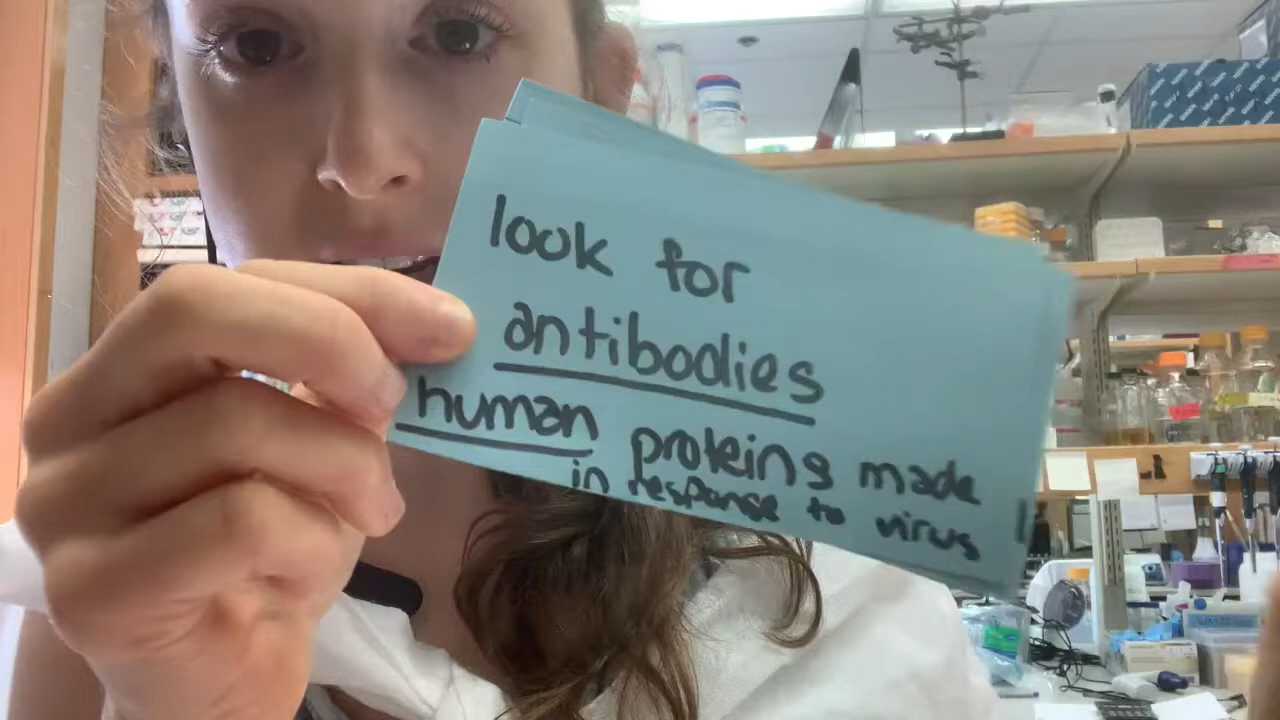 look for
antibodies
human proteins made
in response to virus